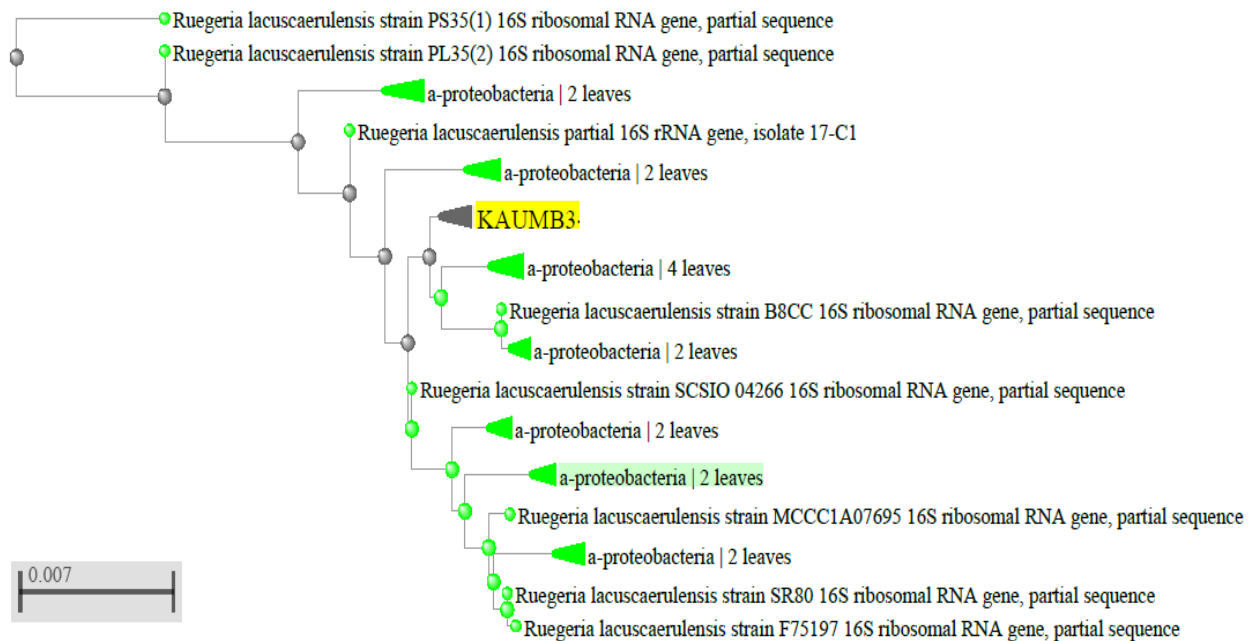 Ruegeria lacuscaerulensis strain PS35(1) 16S ribosomal RNA gene, partial sequence
Ruegeria lacuscaerulensis strain PL35(2) 16S ribosomal RNA gene, partial sequence
a-proteobacteria | 2 leaves
Ruegeria lacuscaerulensis partial 16S rRNA gene, isolate 17-C1
a-proteobacteria | 2 leaves
KAUMB3-
a-proteobacteria | 4 leaves
Ruegeria lacuscaerulensis strain B8CC 16S ribosomal RNA gene, partial sequence
a-proteobacteria | 2 leaves
Ruegeria lacuscaerulensis strain SCSIO 04266 16S ribosomal RNA gene, partial sequence
a-proteobacteria | 2 leaves
a-proteobacteria | 2 leaves
Ruegeria lacuscaerulensis strain MCCC1A07695 16S ribosomal RNA gene, partial sequence
a-proteobacteria | 2 leaves
0.007
Ruegeria lacuscaerulensis strain SR80 16S ribosomal RNA gene, partial sequence
Ruegeria lacuscaerulensis strain F75197 16S ribosomal RNA gene, partial sequence